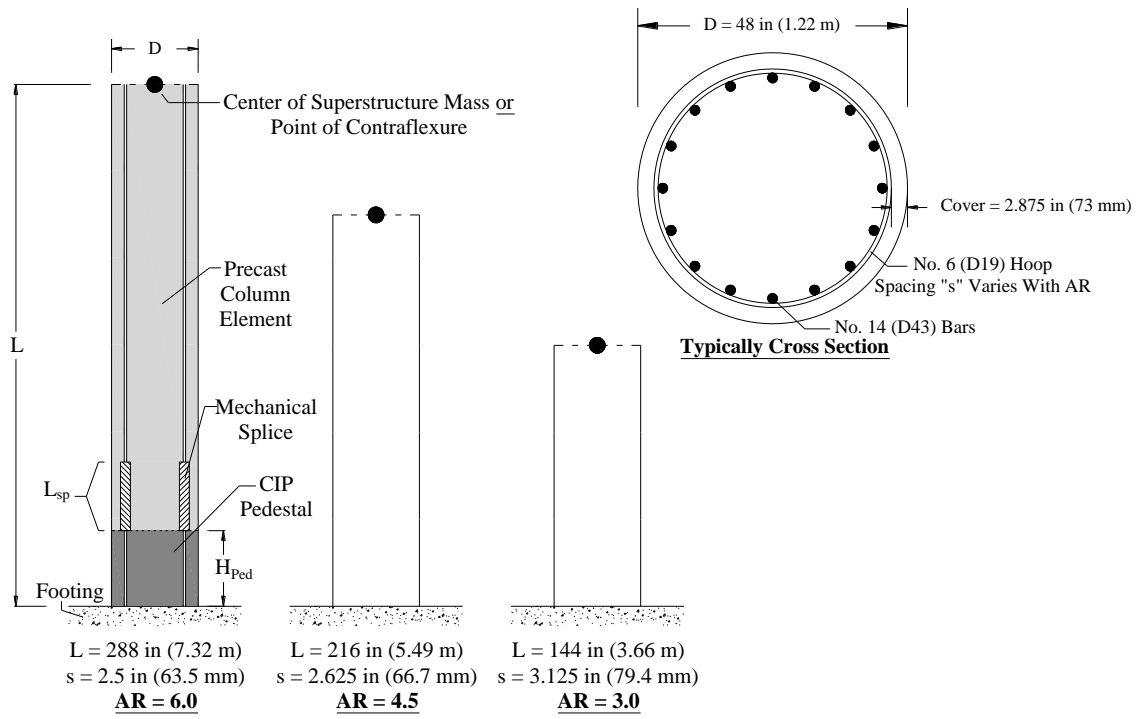 D
D = 48 in (1.22 m)
Center of Superstructure Mass or
Point of Contraflexure
Cover = 2.875 in (73 mm)
Precast
Column
Element
No. 6 (D19) Hoop
Spacing "s" Varies With AR
No. 14 (D43) Bars
Typically Cross Section
L
Mechanical
Splice
Lsp
CIP
Pedestal
HPed
Footing
L = 288 in (7.32 m)
s = 2.5 in (63.5 mm)
AR = 6.0
L = 216 in (5.49 m)
s = 2.625 in (66.7 mm)
AR = 4.5
L = 144 in (3.66 m)
s = 3.125 in (79.4 mm)
AR = 3.0